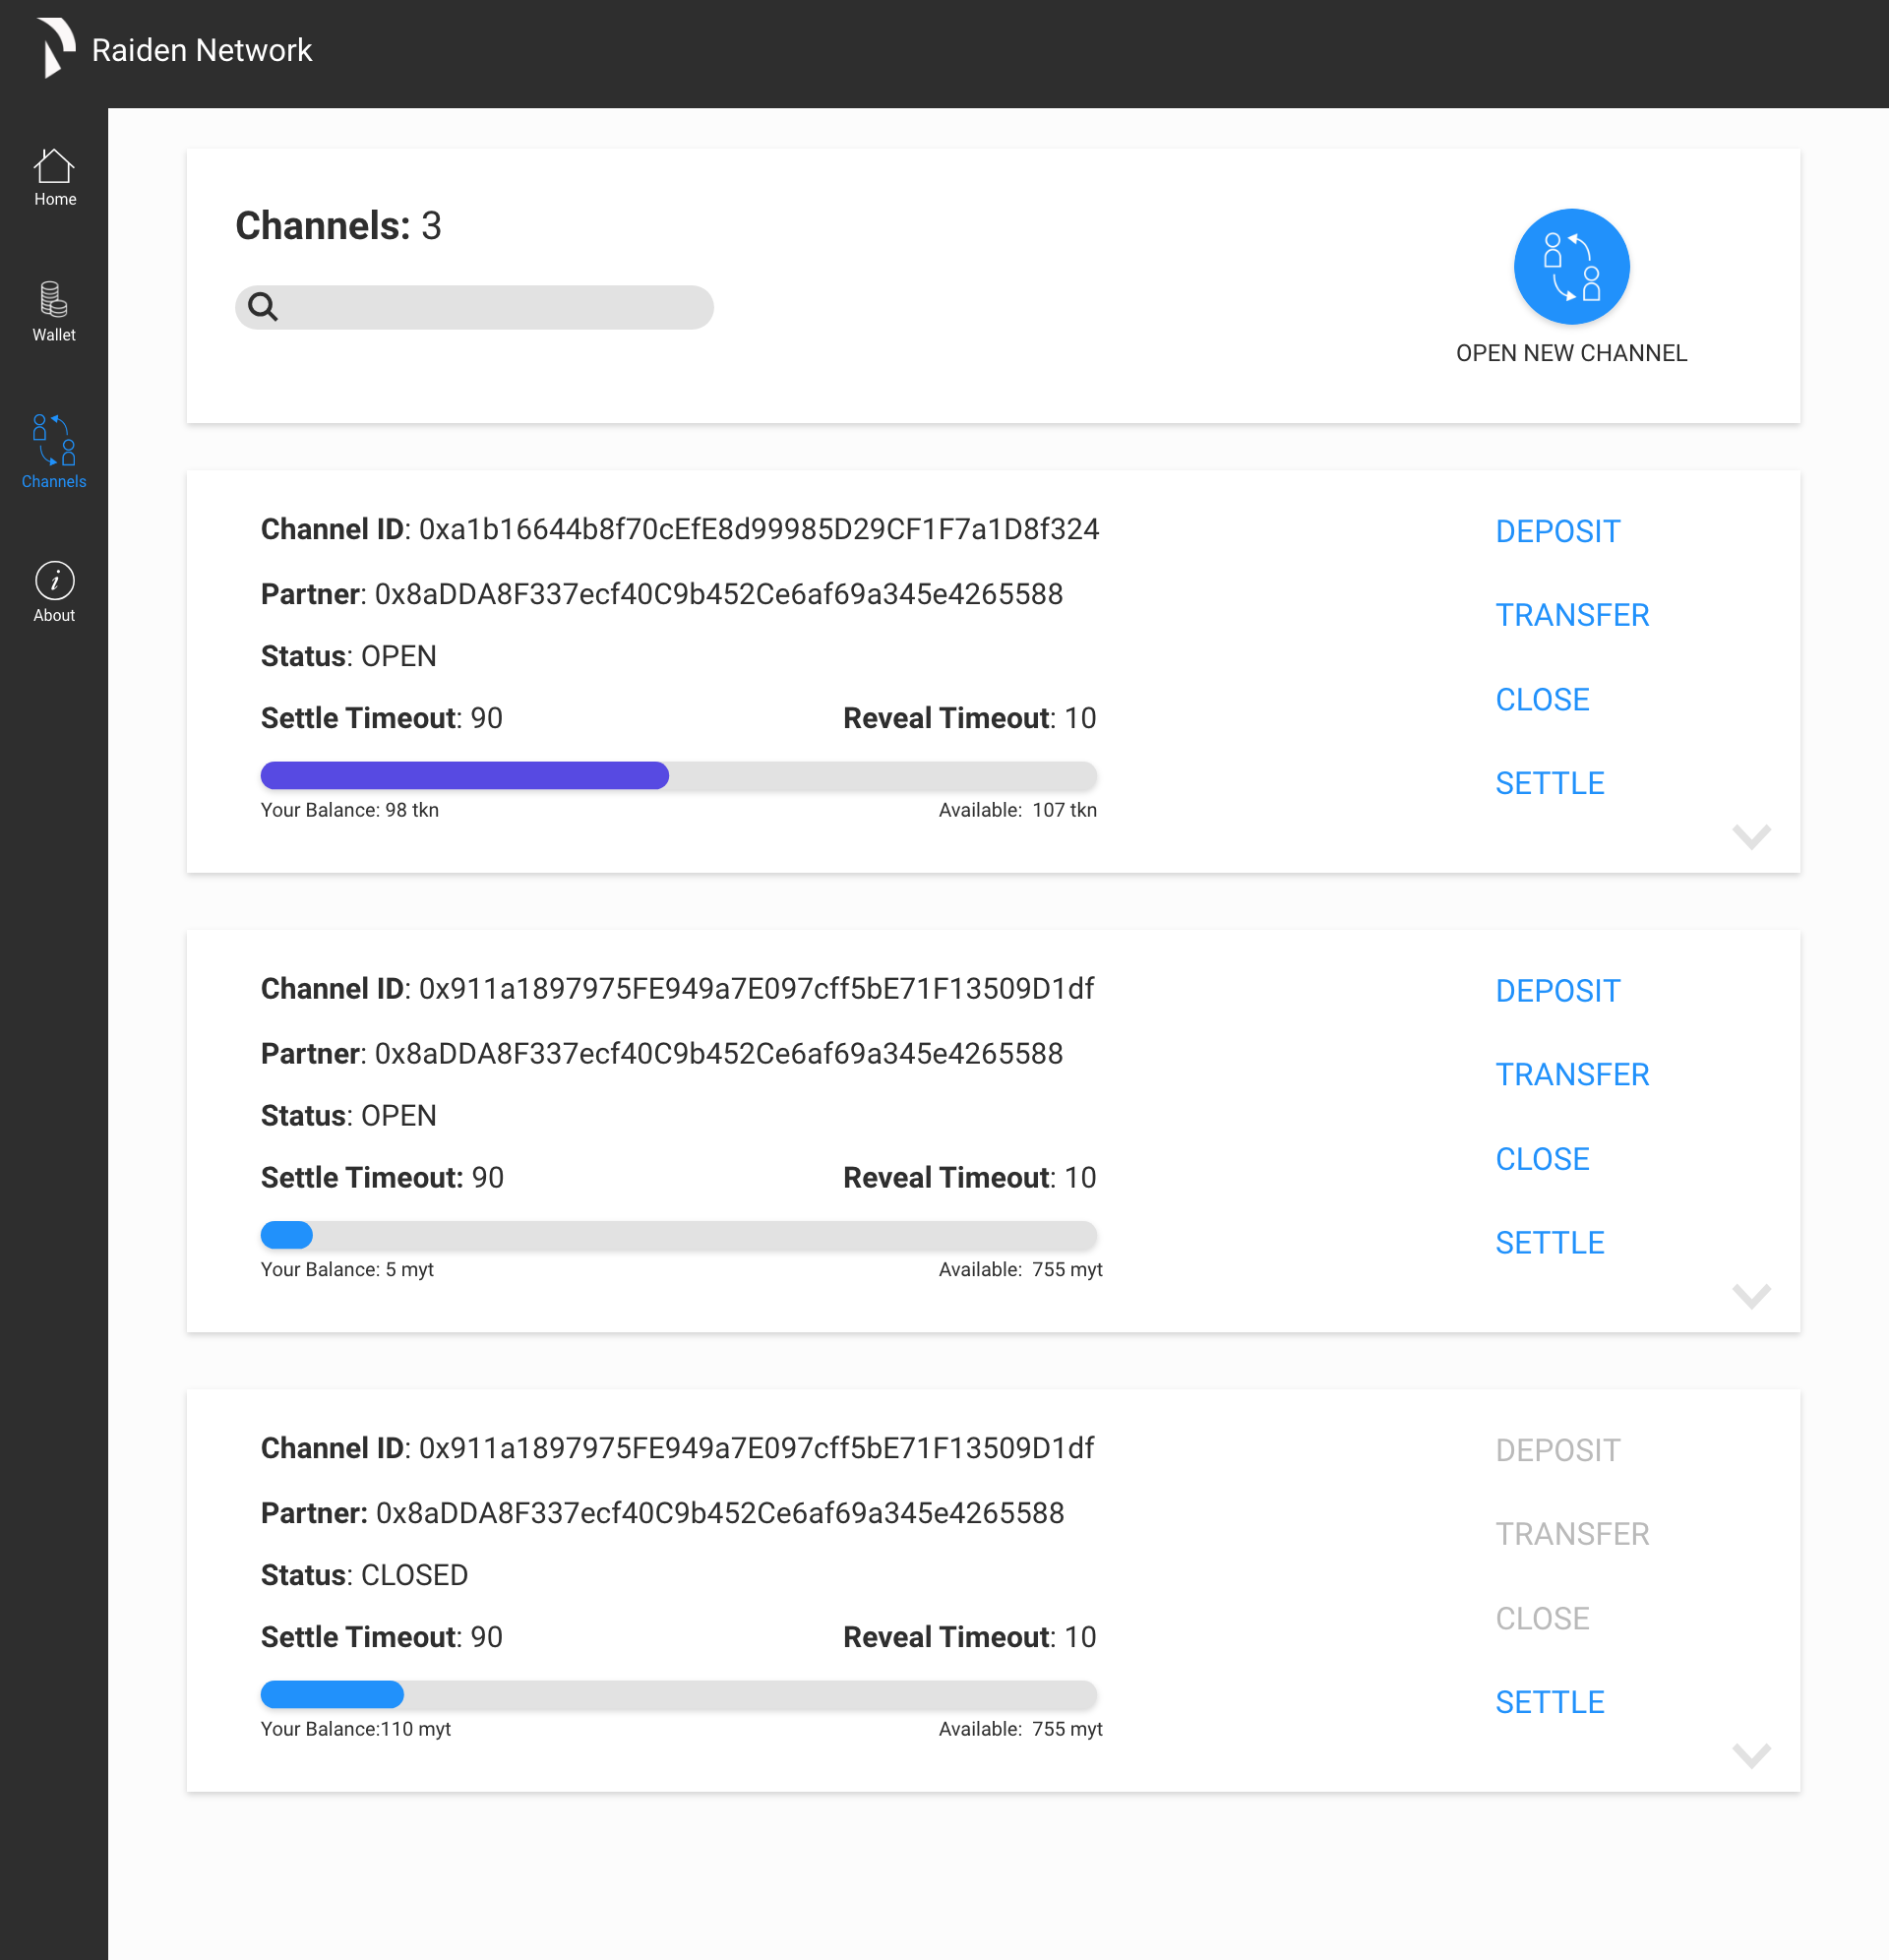 Raiden Network
Home
Wallet
Channels
About
Channels: 3
OPEN NEW CHANNEL
Channel ID: 0xa1b16644b8f70cEfE8d99985D29CF1F7a1D8f324
Partner: 0x8aDDA8F337ecf40C9b452Ce6af69a345e4265588
Status: OPEN
Settle Timeout: 90 Reveal Timeout: 10
Your Balance: 98 tkn Available: 107 tkn
DEPOSIT
TRANSFER
CLOSE
SETTLE
Channel ID: 0x911a1897975FE949a7E097cff5bE71F13509D1df
Partner: 0x8aDDA8F337ecf40C9b452Ce6af69a345e4265588
Status: OPEN
Settle Timeout: 90 Reveal Timeout: 10
Your Balance: 5 myt Available: 755 myt
DEPOSIT
TRANSFER
CLOSE
SETTLE
Channel ID: 0x911a1897975FE949a7E097cff5bE71F13509D1df
Partner: 0x8aDDA8F337ecf40C9b452Ce6af69a345e4265588
Status: CLOSED
Settle Timeout: 90 Reveal Timeout: 10
Your Balance:110 myt Available: 755 myt
DEPOSIT
TRANSFER
CLOSE
SETTLE